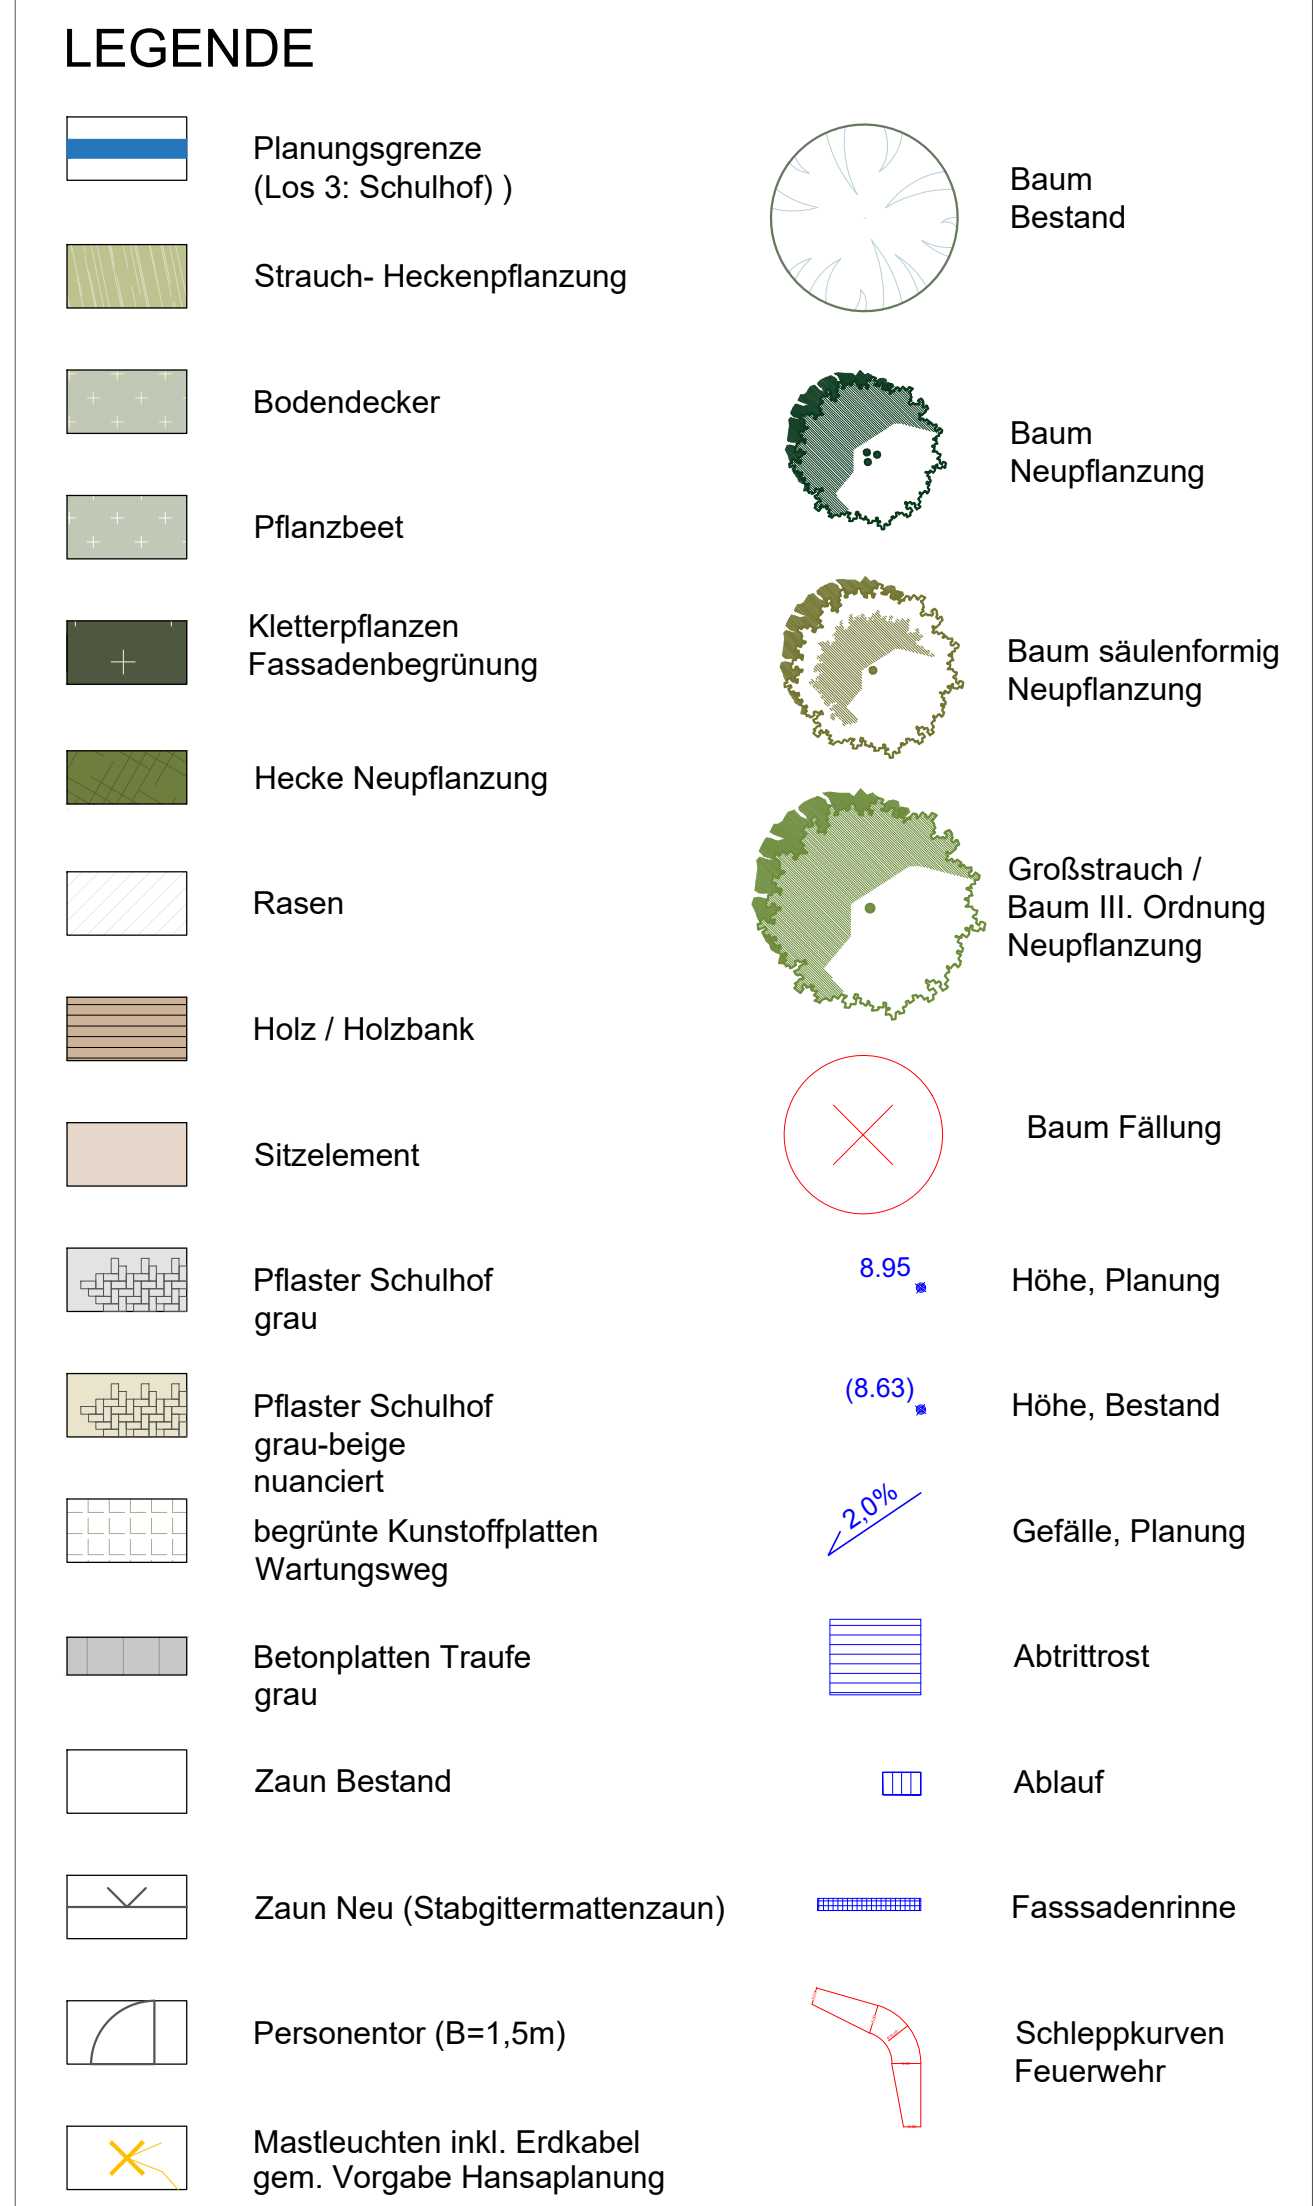 LEGENDE
Planungsgrenze
(Los 3: Schulhof) )
Strauch- Heckenpflanzung
Bodendecker
Pflanzbeet
Kletterpflanzen
Fassadenbegrünung
Hecke Neupflanzung
Rasen
Holz / Holzbank
Sitzelement
Pflaster Schulhof
grau
Pflaster Schulhof
grau-beige
nuanciert
begrünte Kunstoffplatten
Wartungsweg
Betonplatten Traufe
grau
Zaun Bestand
Zaun Neu (Stabgittermattenzaun)
Personentor (B=1,5m)
Mastleuchten inkl. Erdkabel
gem. Vorgabe Hansaplanung
Baum
Bestand
Baum
Neupflanzung
Baum säulenformig
Neupflanzung
Großstrauch /
Baum III. Ordnung
Neupflanzung
Baum Fällung
8.95
Höhe, Planung
(8.63)
Höhe, Bestand
2,0%
Gefälle, Planung
Abtrittrost
Ablauf
Fasssadenrinne
Schleppkurven
Feuerwehr